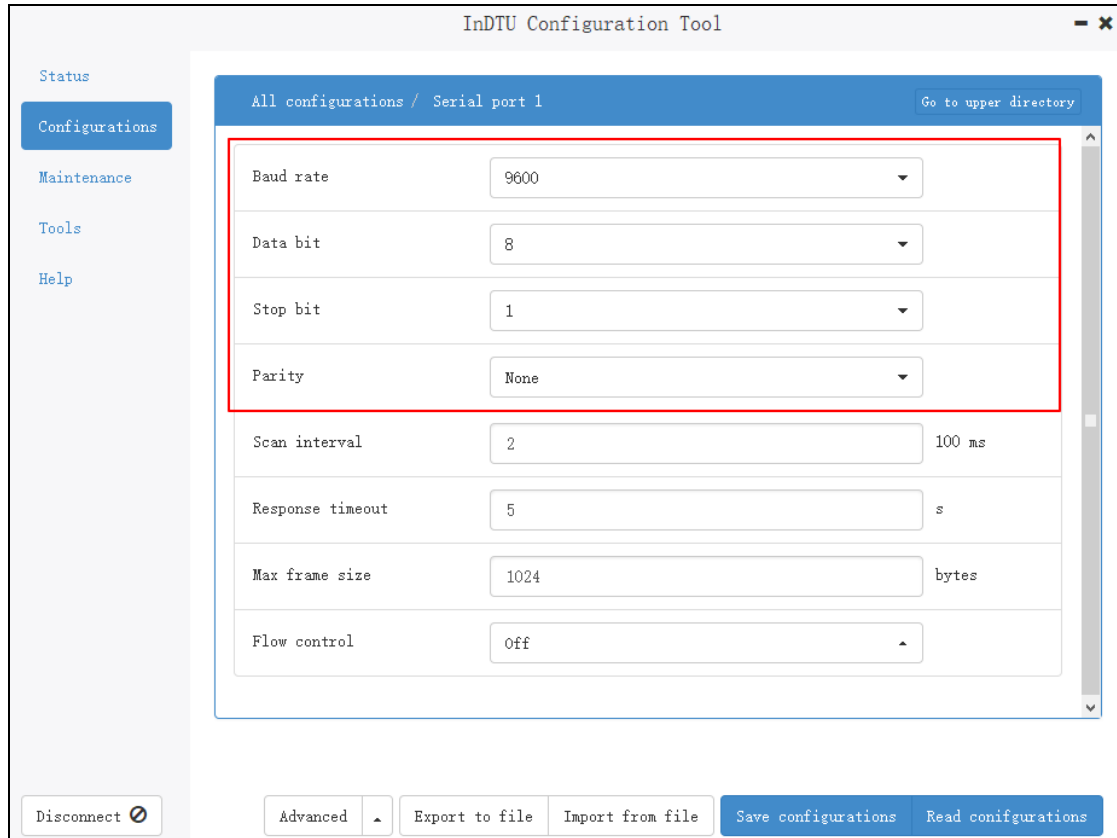 InDTU Configuration Tool
Status
Configurations
Maintenance
Tools
Help
All configurations / Serial port 1
Go to upper directory
Baud rate 9600
Data bit 8
Stop bit 1
Parity None
Scan interval 2 100 ms
Response timeout 5 s
Max frame size 1024 bytes
Flow control Off
Disconnect
Advanced
Export to file
Import from file
Save configurations
Read conifgurations